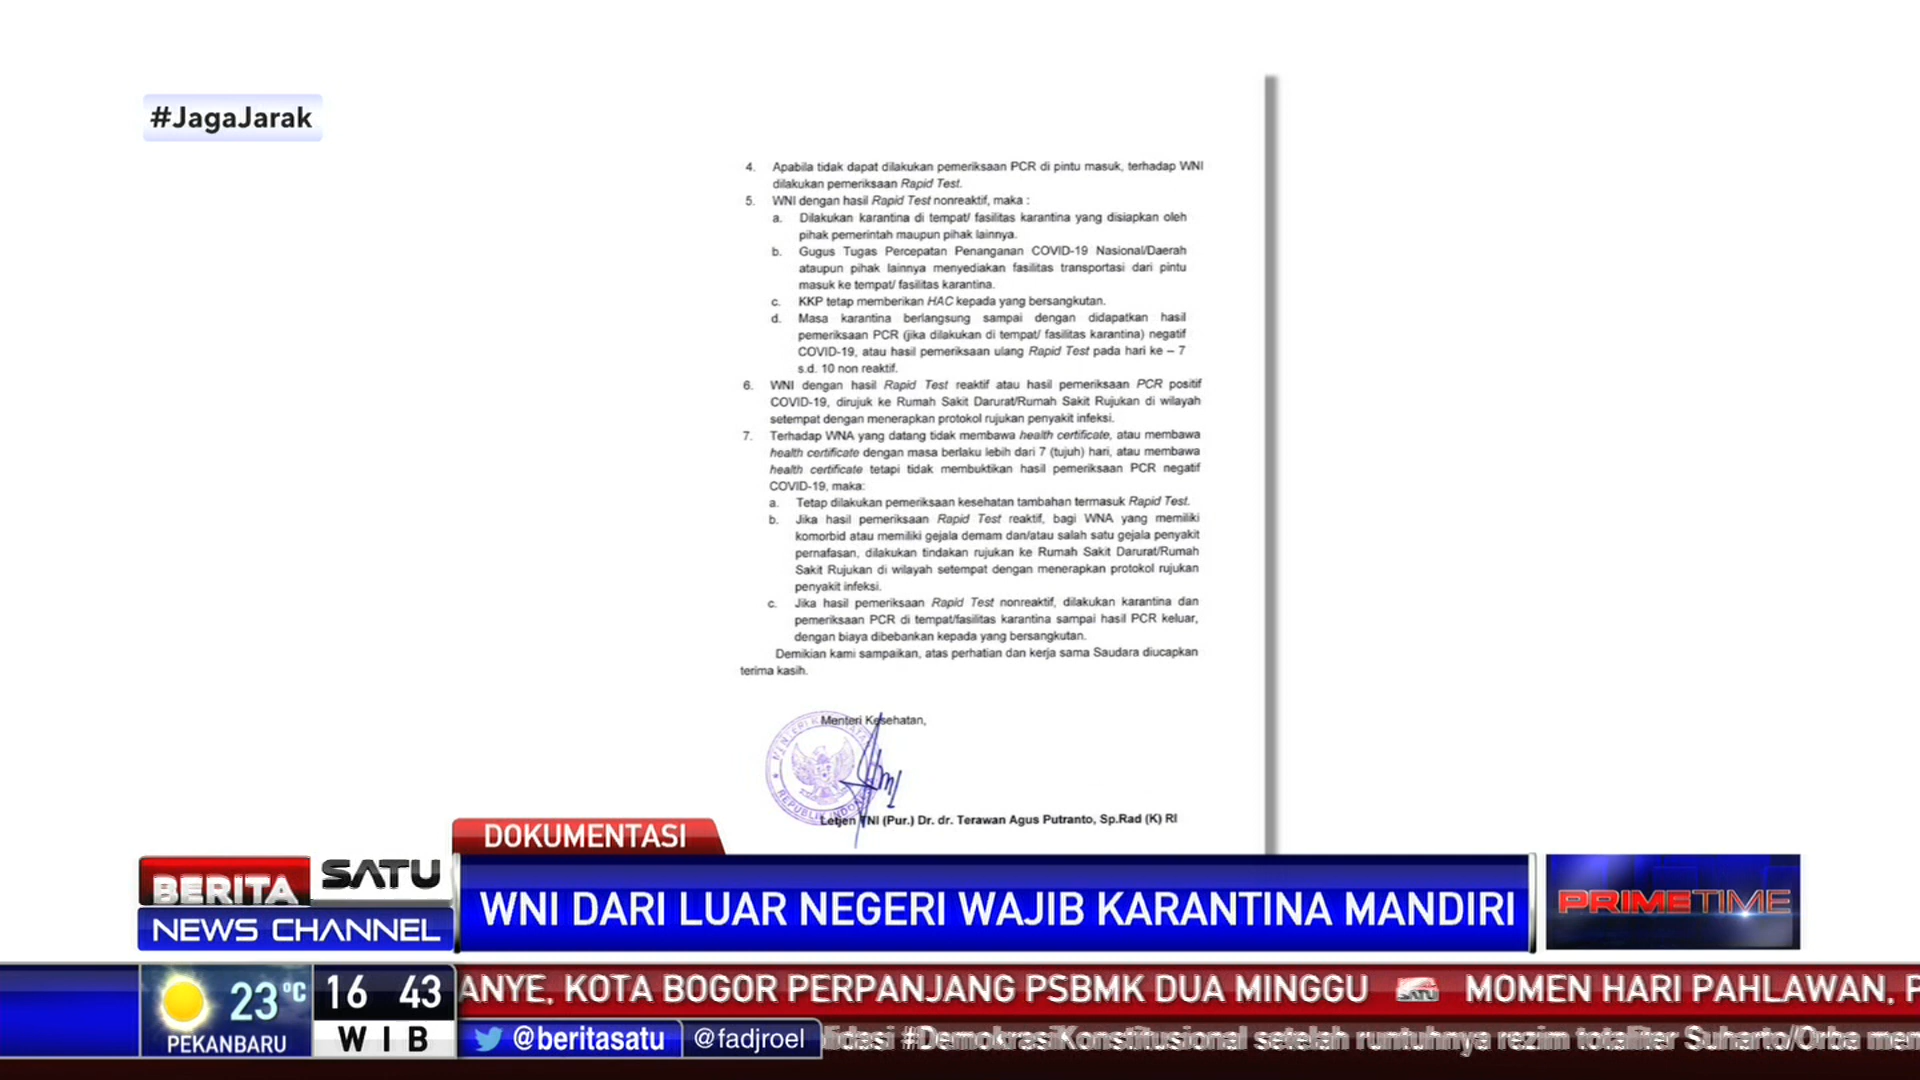 #JagaJarak
4. Apabila tidak dapat dilakukan pemeriksaan PCR di pintu masuk, terhadap WNI
dilakukan pemeriksaan Rapid Test.
5. WNI dengan hasil Rapid Test nonreaktif, maka :
a. Dilakukan karantina di tempat/ fasilitas karantina yang disiapkan oleh
pihak pemerintah maupun pihak lainnya.
b. Gugus Tugas Percepatan Penanganan COVID-19 Nasional/Daerah
ataupun pihak lainnya menyediakan fasilitas transportasi dari pintu
masuk ke tempat/ fasilitas karantina.
c. KKP tetap memberikan HAC kepada yang bersangkutan.
d. Masa karantina berlangsung sampai dengan didapatkan hasil
pemeriksaan PCR (jika dilakukan di tempat/ fasilitas karantina) negatif
COVID-19, atau hasil pemeriksaan ulang Rapid Test pada hari ke – 7
s.d. 10 non reaktif.
6. WNI dengan hasil Rapid Test reaktif atau hasil pemeriksaan PCR positif
COVID-19, dirujuk ke Rumah Sakit Darurat/Rumah Sakit Rujukan di wilayah
setempat dengan menerapkan protokol rujukan penyakit infeksi.
7. Terhadap WNA yang datang tidak membawa health certificate, atau membawa
health certificate dengan masa berlaku lebih dari 7 (tujuh) hari, atau membawa
health certificate tetapi tidak membuktikan hasil pemeriksaan PCR negatif
COVID-19, maka:
a. Tetap dilakukan pemeriksaan kesehatan tambahan termasuk Rapid Test.
b. Jika hasil pemeriksaan Rapid Test reaktif, bagi WNA yang memiliki
komorbid atau memiliki gejala demam dan/atau salah satu gejala penyakit
pernafasan, dilakukan tindakan rujukan ke Rumah Sakit Darurat/Rumah
Sakit Rujukan di wilayah setempat dengan menerapkan protokol rujukan
penyakit infeksi.
c. Jika hasil pemeriksaan Rapid Test nonreaktif, dilakukan karantina dan
pemeriksaan PCR di tempat/fasilitas karantina sampai hasil PCR keluar,
dengan biaya dibebankan kepada yang bersangkutan.
Demikian kami sampaikan, atas perhatian dan kerja sama Saudara diucapkan
terima kasih.
Menteri Kesehatan,
REPUBLIK INDONESIA
Letjen TNI (Pur.) Dr. dr. Terawan Agus Putranto, Sp.Rad (K) RI
DOKUMENTASI
BERITA SATU
NEWS CHANNEL
WNI DARI LUAR NEGERI WAJIB KARANTINA MANDIRI
PRIMETIME
23°C
PEKANBARU
16 43
WIB
ANYE, KOTA BOGOR PERPANJANG PSBMK DUA MINGGU SATU MOMEN HARI PAHLAWAN, P
@beritasatu @fadjroel idasi #DemokrasiKonstitusional setelah runtuhnya rezim totaliter Suharto/Orba mem